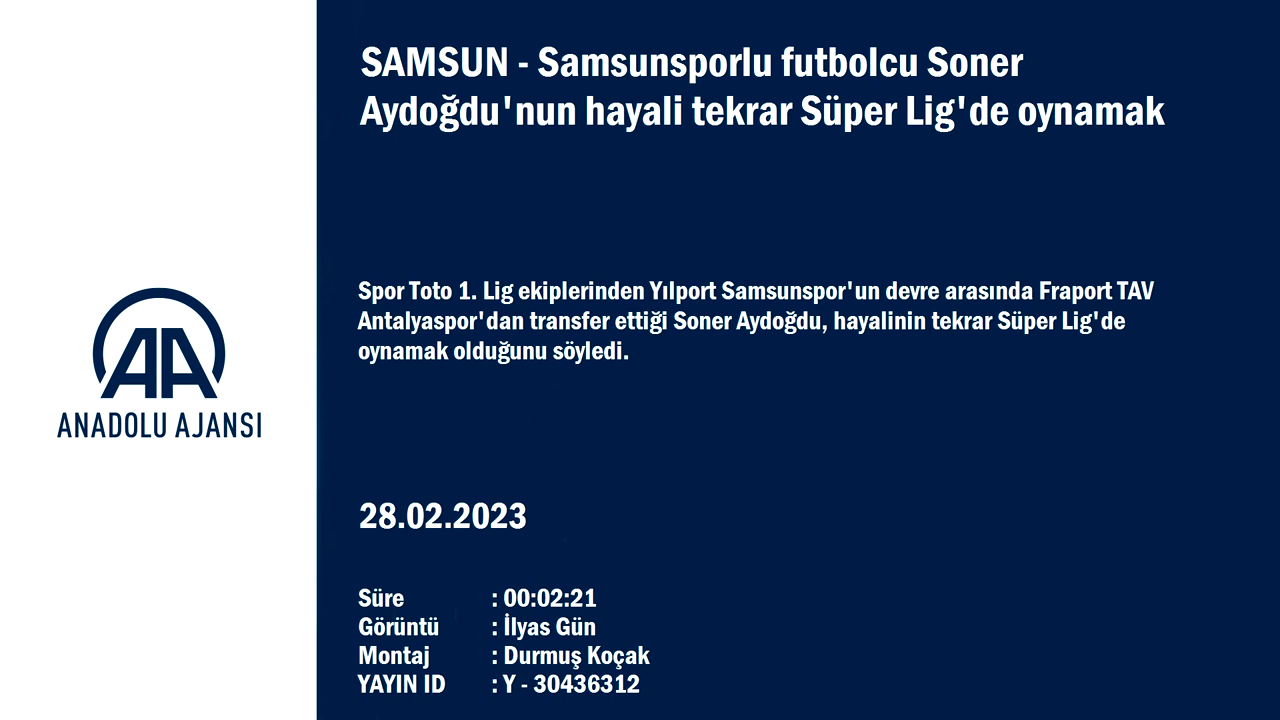 SAMSUN - Samsunsporlu futbolcu Soner
Aydoğdu'nun hayali tekrar Süper Lig'de oynamak
Spor Toto 1. Lig ekiplerinden Yılport Samsunspor'un devre arasında Fraport TAV
Antalyaspor'dan transfer ettiği Soner Aydoğdu, hayalinin tekrar Süper Lig'de
oynamak olduğunu söyledi.
AA
ANADOLU AJANSI
28.02.2023
Süre : 00:02:21
Görüntü : İlyas Gün
Montaj : Durmuş Koçak
YAYIN ID : Y - 30436312